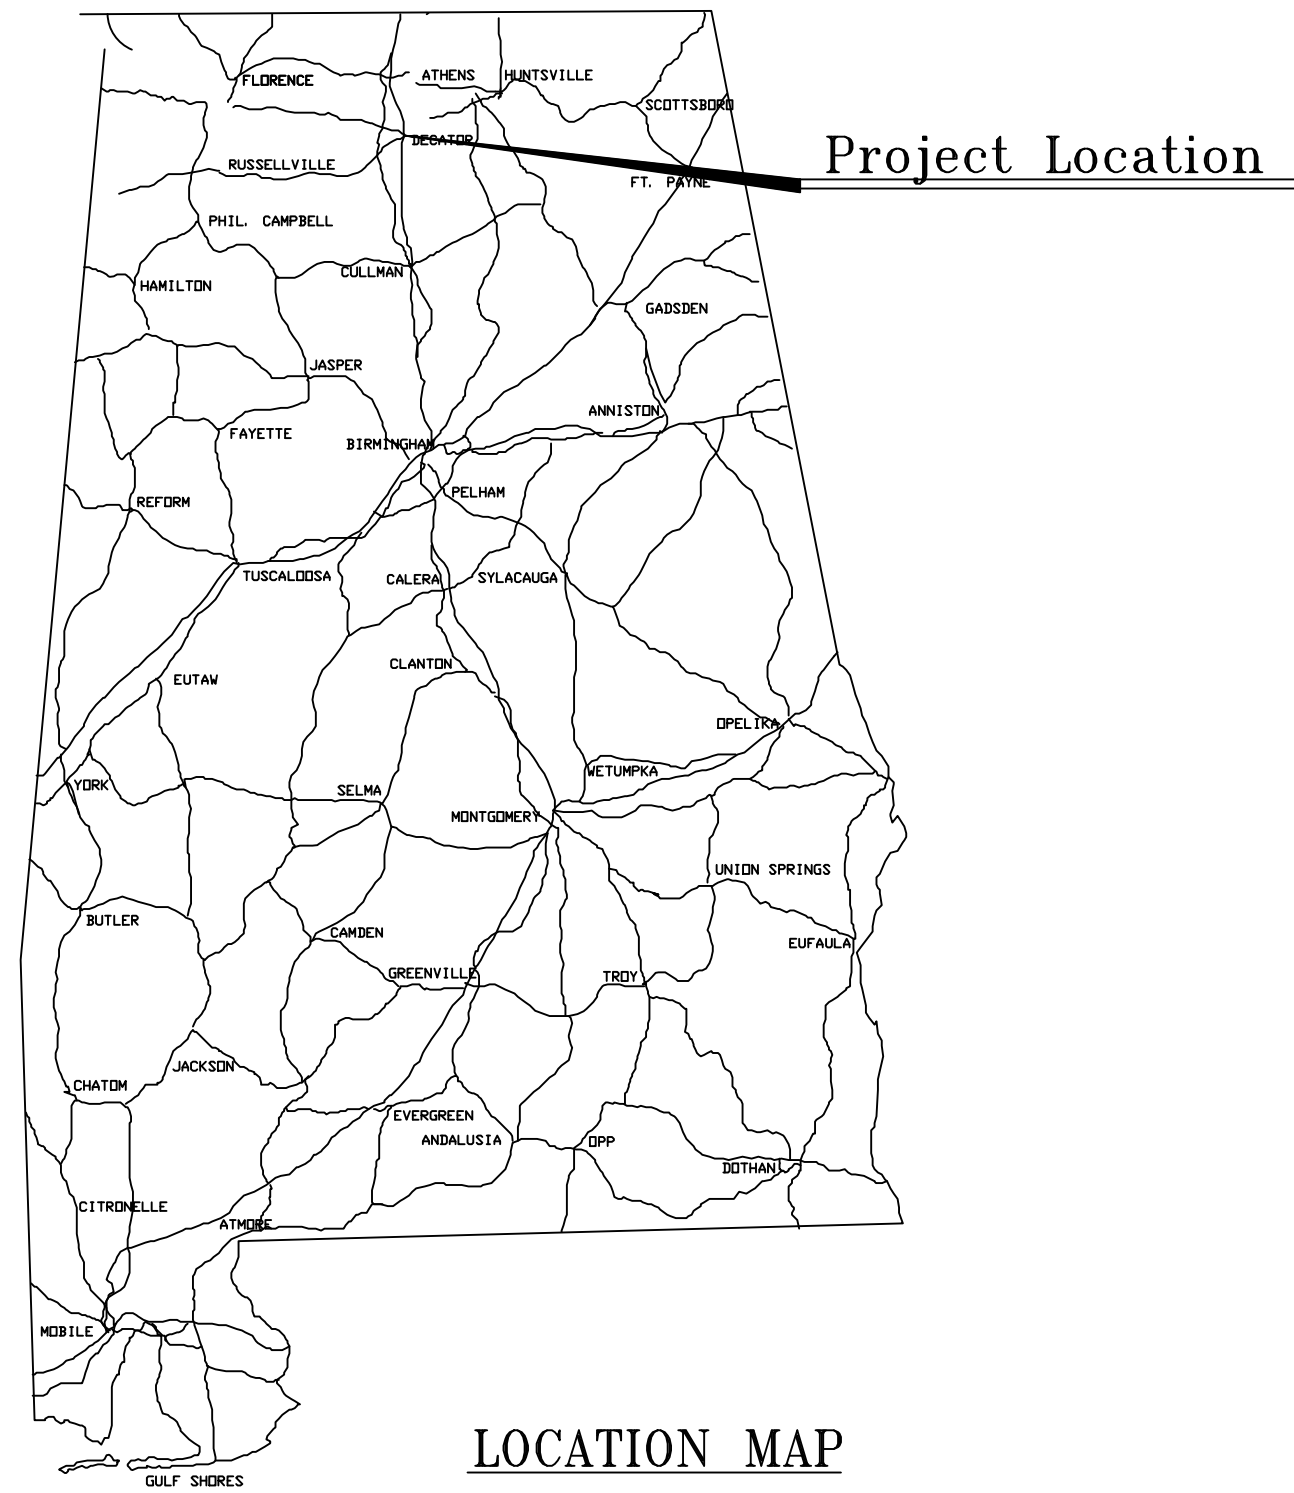 FLORENCE
ATHENS
HUNTSVILLE
SCOTTSBORO
DECATOR
Project Location
RUSSELLVILLE
FT. PAYNE
PHIL. CAMPBELL
CULLMAN
HAMILTON
GADSDEN
JASPER
ANNISTON
FAYETTE
BIRMINGHAM
PELHAM
REFORM
TUSCALOOSA
CALERA
SYLACAUGA
CLANTON
EUTAW
OPELIKA
WETUMPKA
YORK
SELMA
MONTGOMERY
UNION SPRINGS
BUTLER
CAMDEN
EUFAULA
GREENVILLE
TROY
JACKSON
CHATOM
EVERGREEN
ANDALUSIA
OPP
DOTHAN
CITRONELLE
ATMORE
MOBILE
LOCATION MAP
GULF SHORES